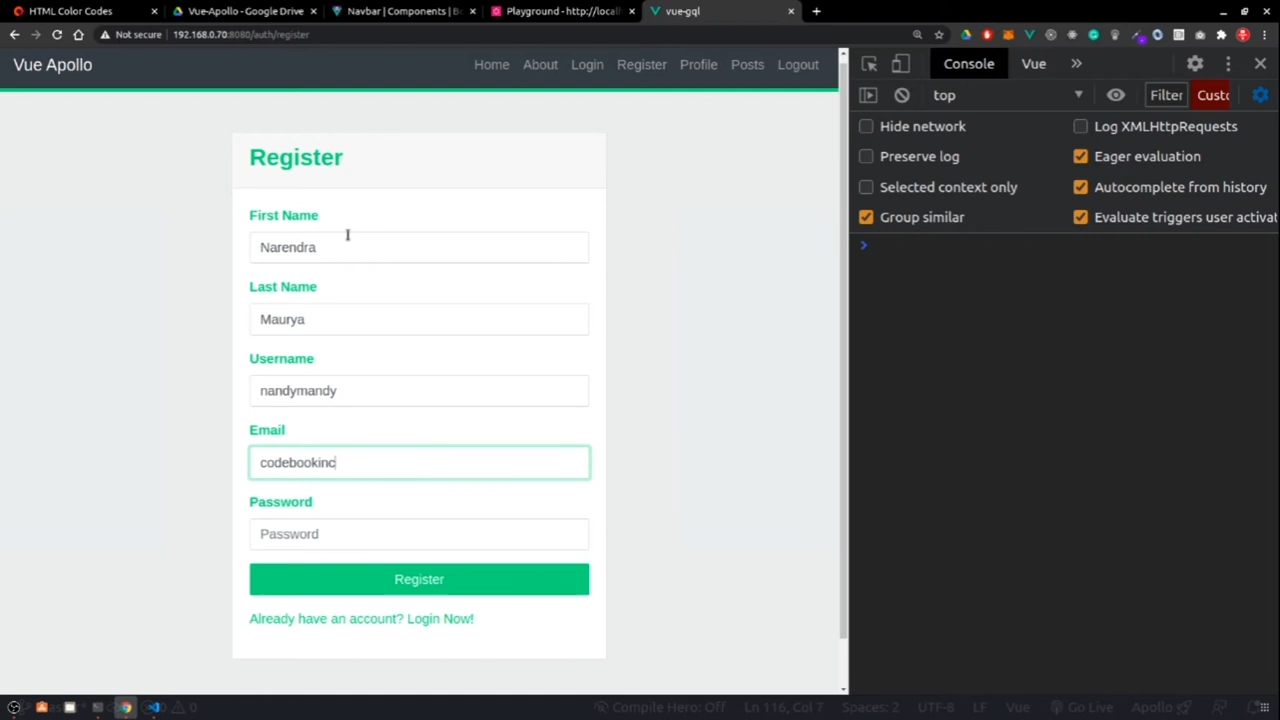 HTML Color Codes
Vue-Apollo - Google Drive
Navbar | Components | B
Playground - http://local
vue-gql
Not secure
192.168.0.70:8080/auth/register
Vue Apollo
Home
About
Login
Register
Profile
Posts
Logout
Console
Vue
top
Filter
Custo
Hide network
Log XMLHttpRequests
Preserve log
Eager evaluation
Selected context only
Autocomplete from history
Group similar
Evaluate triggers user activat
Register
First Name
Narendra
Last Name
Maurya
Username
nandymandy
Email
codebookinc
Password
Password
Register
Already have an account? Login Now!
Compile Hero: Off
Ln 116, Col 7
Spaces: 2
UTF-8
LF
Vue
Go Live
Apollo